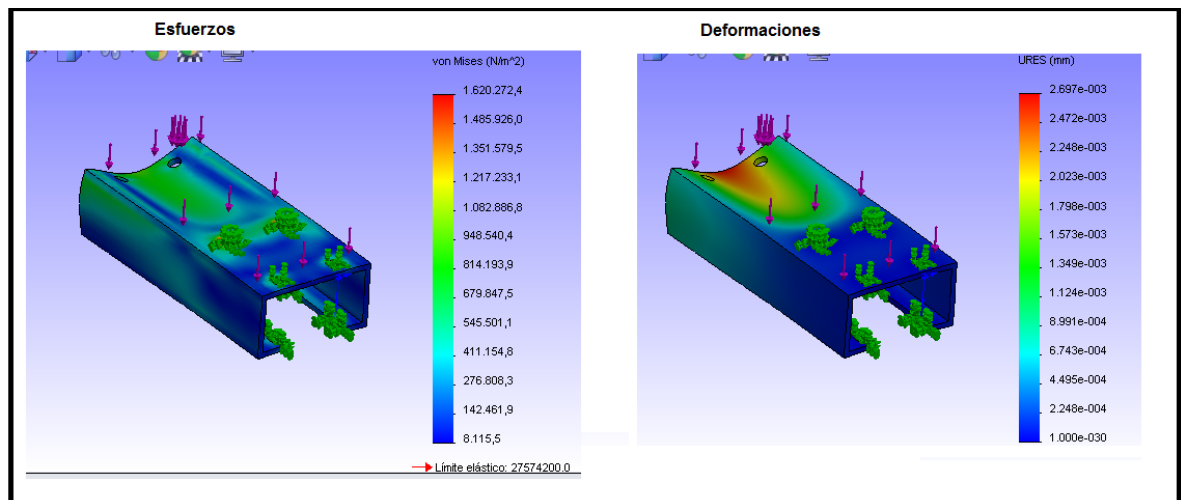 Esfuerzos
von Mises (N/m^2)
1.620.272,4
1.485.926,0
1.351.579,5
1.217.233,1
1.082.886,8
948.540,4
814.193,9
679.847,5
545.501,1
411.154,8
276.808,3
142.461,9
8.115,5
Límite elástico: 27574200.0
Deformaciones
URES (mm)
2.697e-003
2.472e-003
2.248e-003
2.023e-003
1.798e-003
1.573e-003
1.349e-003
1.124e-003
8.991e-004
6.743e-004
4.495e-004
2.248e-004
1.000e-030